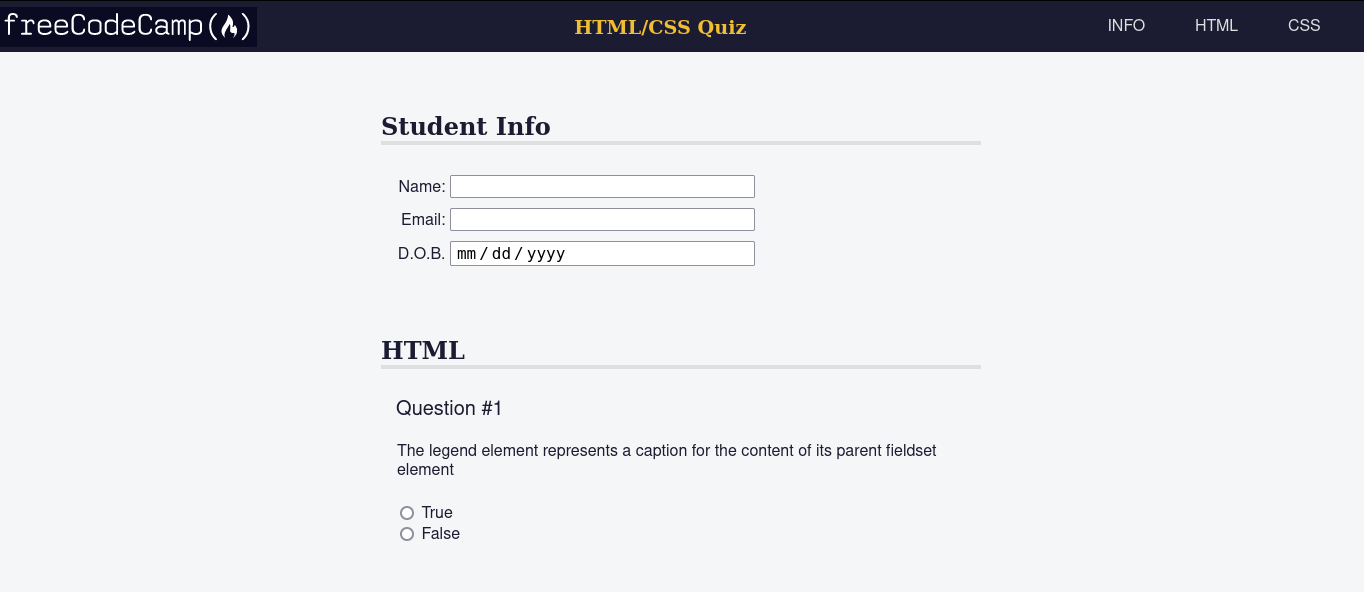 freeCodeCamp
HTML/CSS Quiz
INFO
HTML
CSS
Student Info
Name:
Email:
D.O.B.
mm/dd/yyyy
HTML
Question #1
The legend element represents a caption for the content of its parent fieldset
element
True
False